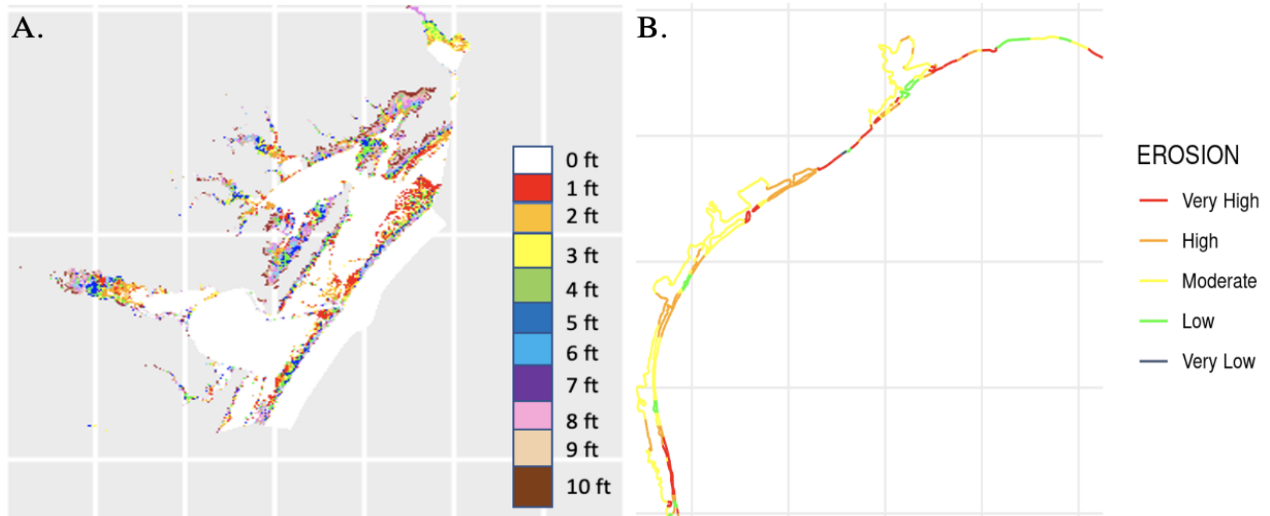 A.
0 ft
1 ft
2 ft
3 ft
4 ft
5 ft
6 ft
7 ft
8 ft
9 ft
10 ft
B.
EROSION
Very High
High
Moderate
Low
Very Low